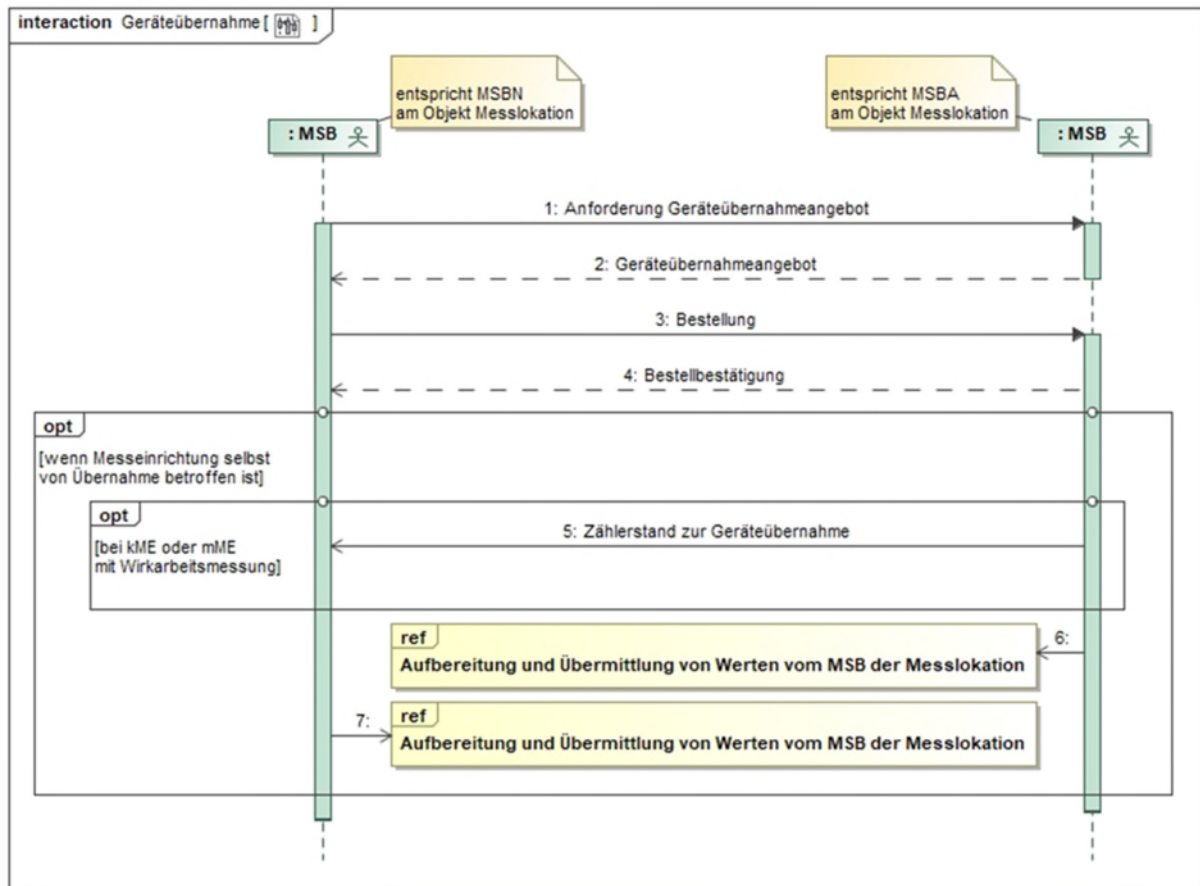 interaction Geräteübernahme [ ]
entspricht MSBN
am Objekt Messlokation
entspricht MSBA
am Objekt Messlokation
: MSB
: MSB
1: Anforderung Geräteübernahmeangebot
2: Geräteübernahmeangebot
3: Bestellung
4: Bestellbestätigung
opt
[wenn Messeinrichtung selbst
von Übernahme betroffen ist]
opt
[bei kME oder mME
mit Wirkarbeitsmessung]
5: Zählerstand zur Geräteübernahme
ref
Aufbereitung und Übermittlung von Werten vom MSB der Messlokation
6:
7:
ref
Aufbereitung und Übermittlung von Werten vom MSB der Messlokation